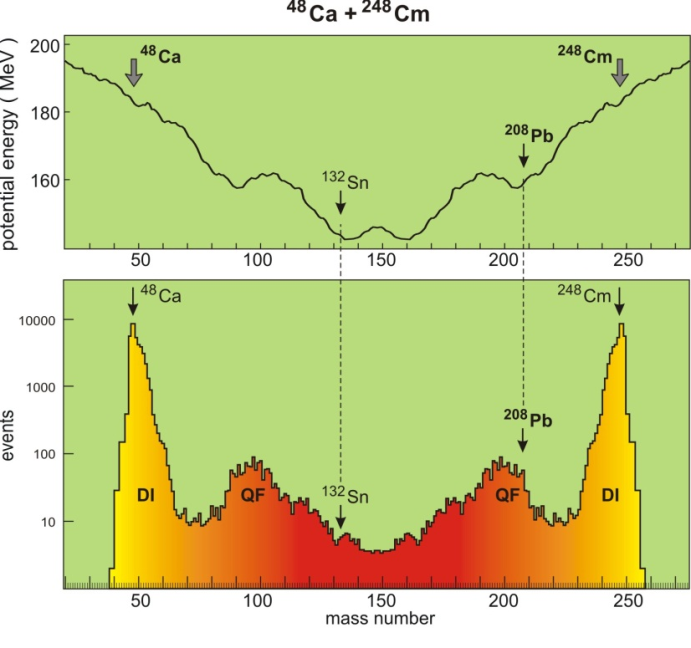 ⁴⁸Ca + ²⁴⁸Cm
potential energy ( MeV )
200
180
160
⁴⁸Ca
²⁴⁸Cm
²⁰⁸Pb
¹³²Sn
50 100 150 200 250
⁴⁸Ca
²⁴⁸Cm
events
10000
1000
100
10
²⁰⁸Pb
¹³²Sn
DI QF QF DI
50 100 150 200 250
mass number